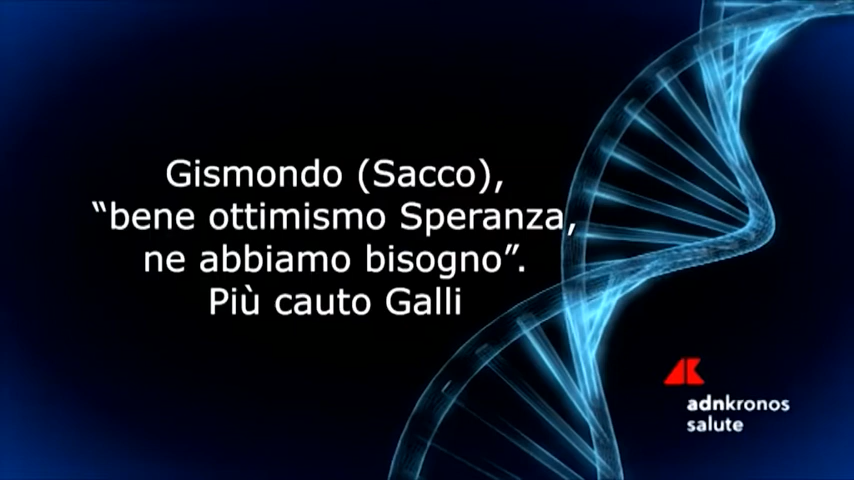 Gismondo (Sacco),
“bene ottimismo Speranza,
ne abbiamo bisogno”.
Più cauto Galli
adnkronos
salute